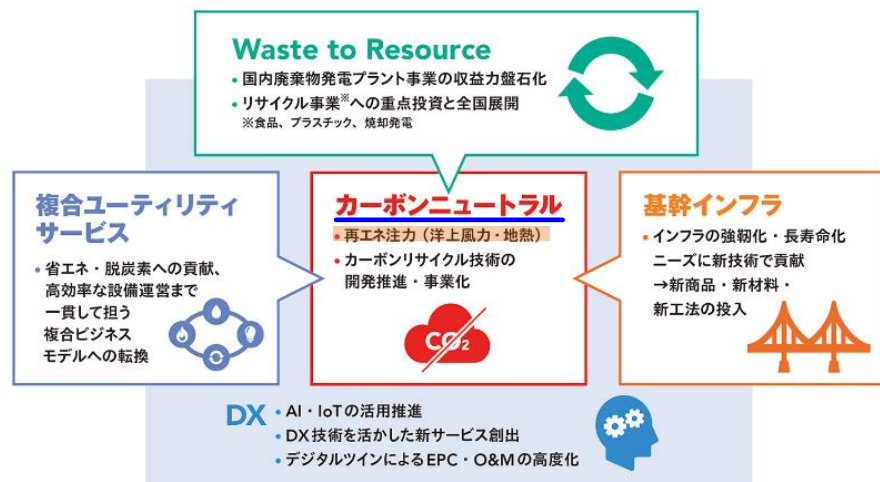 Waste to Resource
• 国内廃棄物発電プラント事業の収益力盤石化
• リサイクル事業※への重点投資と全国展開
※食品、プラスチック、焼却発電
複合ユーティリティ
サービス
• 省エネ・脱炭素への貢献、
高効率な設備運営まで
一貫して担う
複合ビジネス
モデルへの転換
カーボンニュートラル
• 再エネ注力（洋上風力・地熱）
• カーボンリサイクル技術の
開発推進・事業化
CO₂
基幹インフラ
• インフラの強靭化・長寿命化
ニーズに新技術で貢献
→新商品・新材料・
新工法の投入
DX
• AI・IoTの活用推進
• DX技術を活かした新サービス創出
• デジタルツインによるEPC・O&Mの高度化